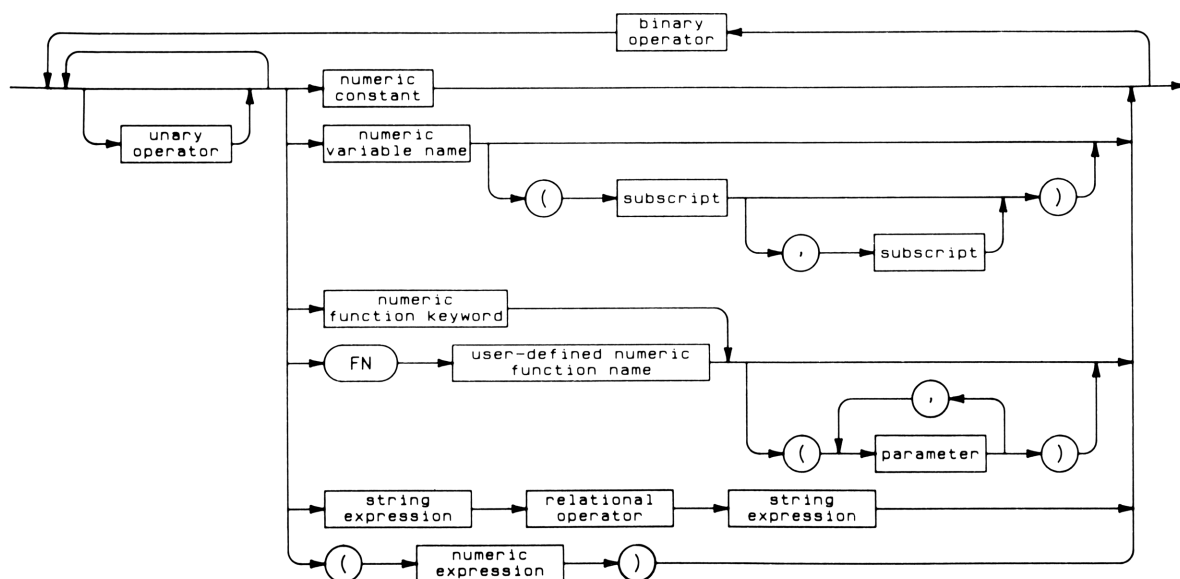 binary
operator
numeric
constant
unary
operator
numeric
variable name
(
subscript
)
,
subscript
numeric
function keyword
FN
user-defined numeric
function name
,
(
parameter
)
string
expression
relational
operator
string
expression
(
numeric
expression
)